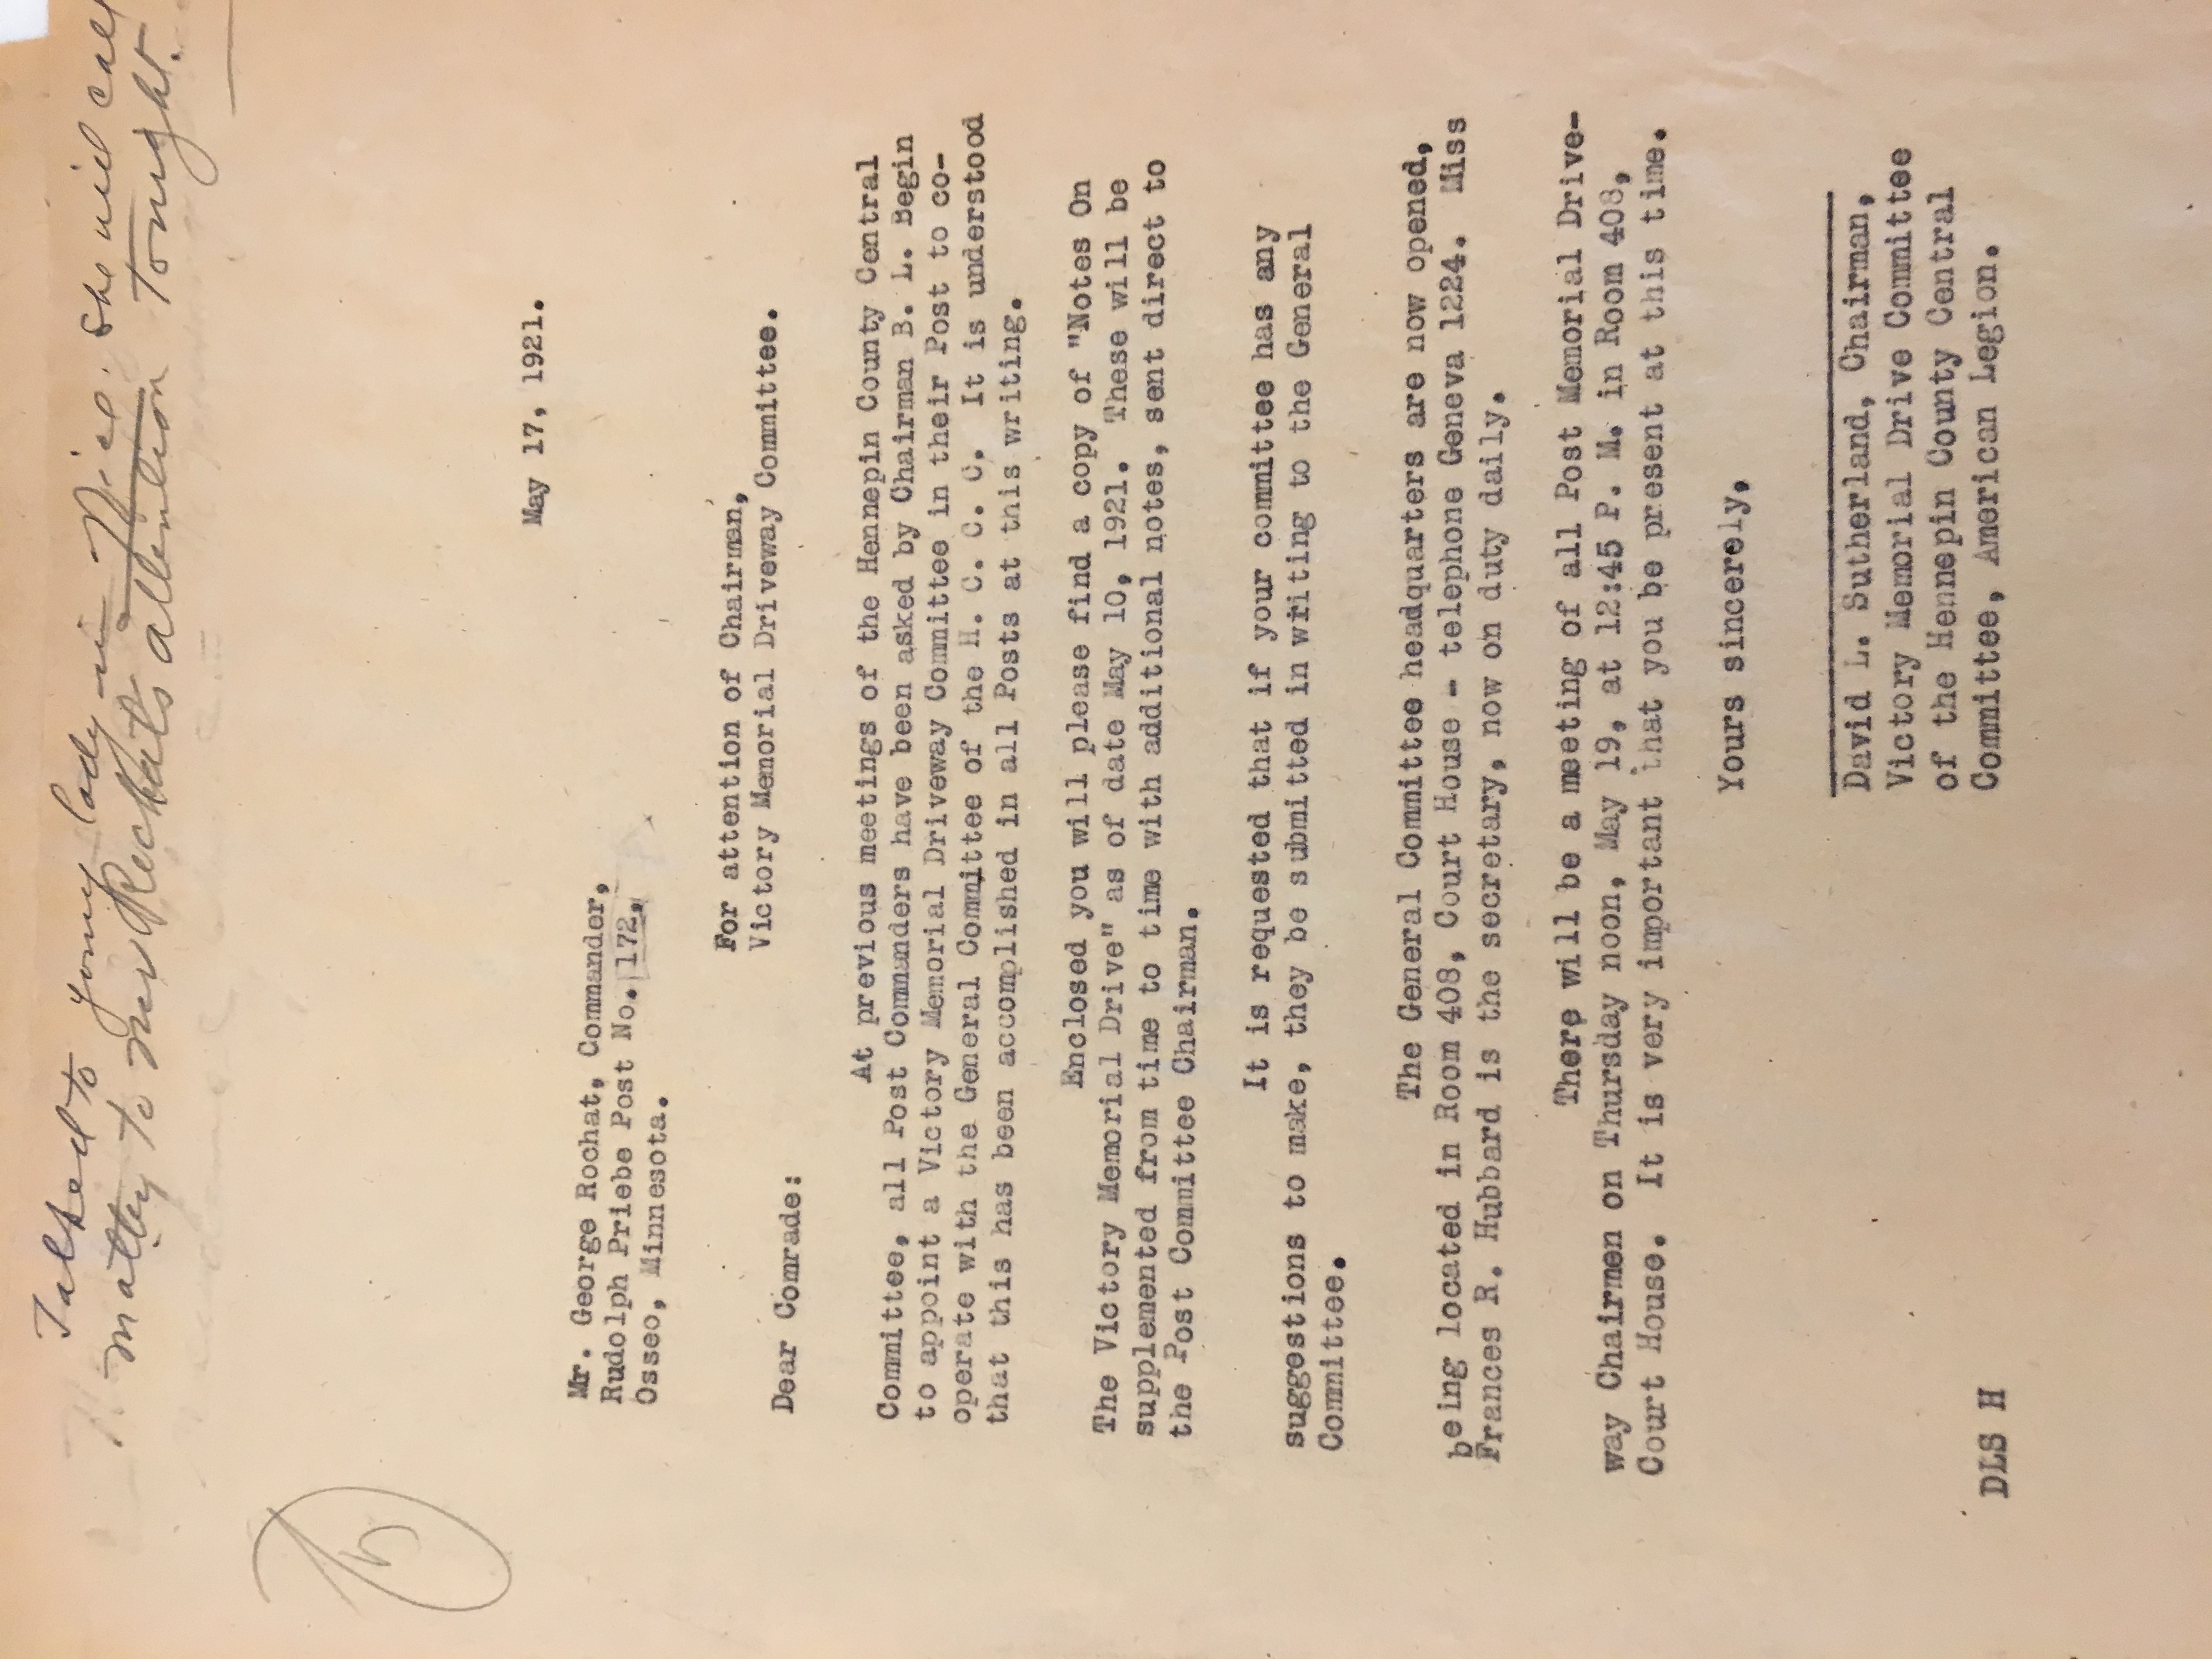 Talked to young lady in office. She will call
matter to Mr Rochat's attention tonight.
5
May 17, 1921.
Mr. George Rochat, Commander,
Rudolph Priebe Post No. 172,
Osseo, Minnesota.
For attention of Chairman,
Victory Memorial Driveway Committee.
Dear Comrade:
At previous meetings of the Hennepin County Central
Committee, all Post Commanders have been asked by Chairman B. L. Begin
to appoint a Victory Memorial Driveway Committee in their Post to co-
operate with the General Committee of the H. C. C. C. It is understood
that this has been accomplished in all Posts at this writing.
Enclosed you will please find a copy of "Notes On
The Victory Memorial Drive" as of date May 10, 1921. These will be
supplemented from time to time with additional notes, sent direct to
the Post Committee Chairman.
It is requested that if your committee has any
suggestions to make, they be submitted in writing to the General
Committee.
The General Committee headquarters are now opened,
being located in Room 408, Court House - telephone Geneva 1224. Miss
Frances R. Hubbard is the secretary, now on duty daily.
There will be a meeting of all Post Memorial Drive-
way Chairmen on Thursday noon, May 19, at 12:45 P. M. in Room 408,
Court House. It is very important that you be present at this time.
Yours sincerely,
David L. Sutherland, Chairman,
Victory Memorial Drive Committee
of the Hennepin County Central
Committee, American Legion.
DLS H